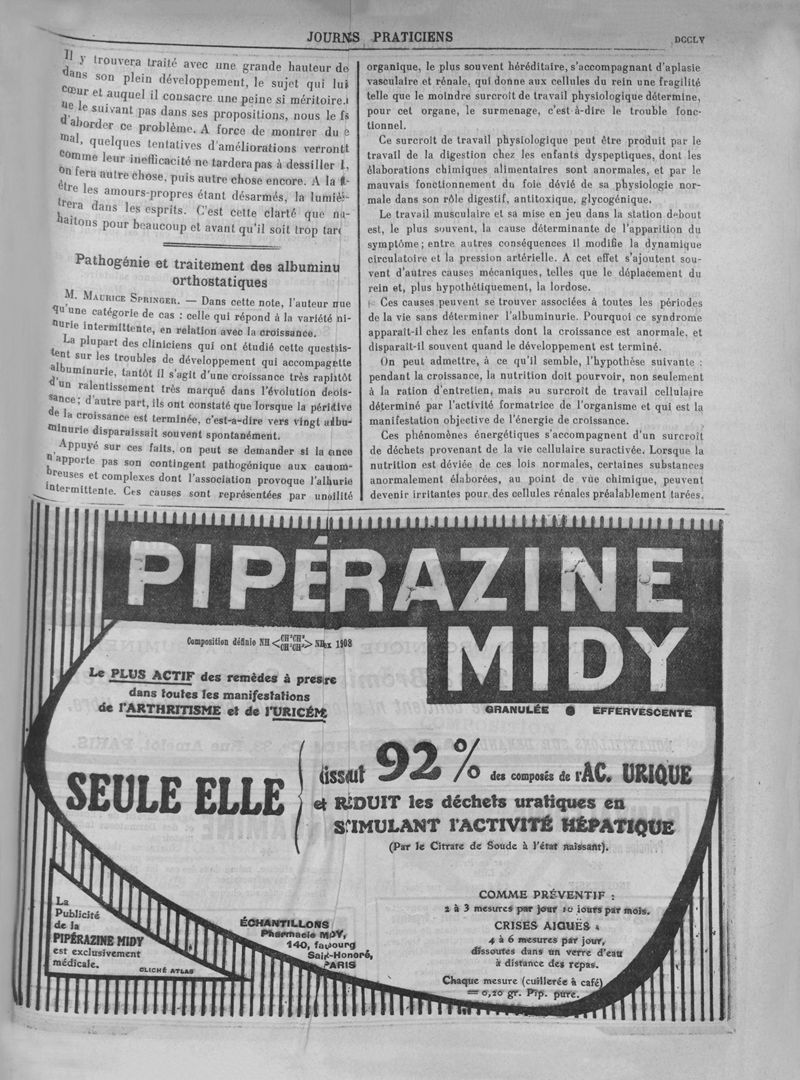 JOURNS PRATICIENS
DCCLV
Il y trouvera traité avec une grande hauteur de
dans son plein développement, le sujet qui lui
cœur et auquel il consacre une peine si méritoire.
ne le suivant pas dans ses propositions, nous le
d'aborder ce problème. A force de montrer du
mal, quelques tentatives d'améliorations verront
comme leur inefficacité ne tardera pas à dessiller
on fera autre chose, puis autre chose encore. A la
être les amours-propres étant désarmés, la
trera dans les esprits. C'est cette clarté que
haitons pour beaucoup et avant qu'il soit trop
Pathogénie et traitement des albuminu
orthostatiques
M. MAURICE SPRINGER. — Dans cette note, l'auteur
qu'une catégorie de cas : celle qui répond à la variété
nurie intermittente, en relation avec la croissance.
La plupart des cliniciens qui ont étudié cette
tent sur les troubles de développement qui
albuminurie, tantôt il s'agit d'une croissance très
d'un ralentissement très marqué dans l'évolution
sance; d'autre part, ils ont constaté que lorsque la
de la croissance est terminée, c'est-a-dire vers vingt
minurie disparaissait souvent spontanément.
Appuyé sur ces faits, on peut se demander si la
n'apporte pas son contingent pathogénique aux
breuses et complexes dont l'association provoque
intermittente. Ces causes sont représentées par
organique, le plus souvent héréditaire, s'accompagnant d'aplasie
vasculaire et rénale, qui donne aux cellules du rein une fragilité
telle que le moindre surcroit de travail physiologique détermine,
pour cet organe, le surmenage, c'est-à-dire le trouble fonc-
tionnel.
Ce surcroit de travail physiologique peut être produit par le
travail de la digestion chez les enfants dyspeptiques, dont les
élaborations chimiques alimentaires sont anormales, et par le
mauvais fonctionnement du foie dévié de sa physiologie nor-
male dans son rôle digestif, antitoxique, glycogénique.
Le travail musculaire et sa mise en jeu dans la station debout
est, le plus souvent, la cause déterminante de l'apparition du
symptôme; entre autres conséquences il modifie la dynamique
circulatoire et la pression artérielle. A cet effet s'ajoutent sou-
vent d'autres causes mécaniques, telles que le déplacement du
rein et, plus hypothétiquement, la lordose.
Ces causes peuvent se trouver associées à toutes les périodes
de la vie sans déterminer l'albuminurie. Pourquoi ce syndrome
apparait-il chez les enfants dont la croissance est anormale, et
disparait-il souvent quand le développement est terminé.
On peut admettre, à ce qu'il semble, l'hypothèse suivante :
pendant la croissance, la nutrition doit pourvoir, non seulement
à la ration d'entretien, mais au surcroit de travail cellulaire
déterminé par l'activité formatrice de l'organisme et qui est la
manifestation objective de l'énergie de croissance.
Ces phénomènes énergétiques s'accompagnent d'un surcroit
de déchets provenant de la vie cellulaire suractivée. Lorsque la
nutrition est déviée de ces lois normales, certaines substances
anormalement élaborées, au point de vue chimique, peuvent
devenir irritantes pour des cellules rénales préalablement tarées.
PIPÉRAZINE
MIDY
GRANULÉE EFFERVESCENTE
Composition définie NH <CH²CH²/CH²CH²> NH 1908
Le PLUS ACTIF des remèdes à
dans toutes les manifestations
de l'ARTHRITISME et de l'URICÉM
SEULE ELLE
dissout 92 % des composés de l'AC. URIQUE
et RÉDUIT les déchets uratiques en
STIMULANT l'ACTIVITÉ HÉPATIQUE
(Par le Citrate de Soude à l'état naissant).
La
Publicité
de la
PIPÉRAZINE MIDY
est exclusivement
médicale.
CLICHÉ ATLAS
ÉCHANTILLONS
Pharmacie MIDY,
140, faubourg
Saint-Honoré,
PARIS
COMME PRÉVENTIF :
2 à 3 mesures par jour 10 jours par mois.
CRISES AIGUËS :
4 à 6 mesures par jour,
dissoutes dans un verre d'eau
à distance des repas.
Chaque mesure (cuillerée à café)
= 0,20 gr. Pip. pure.